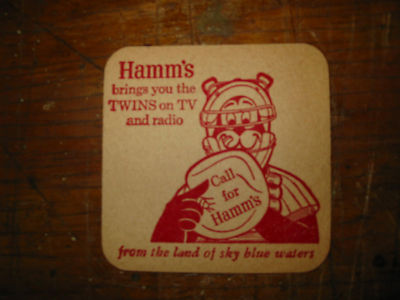 Hamm's
brings you the
TWINS on TV
and radio
Call
for
Hamm's
from the land of sky blue waters